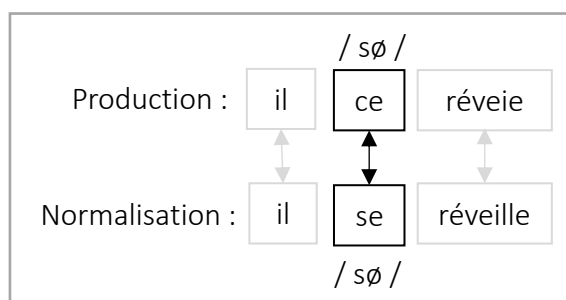 / sø /
Production : il ce réveie
Normalisation : il se réveille
/ sø /